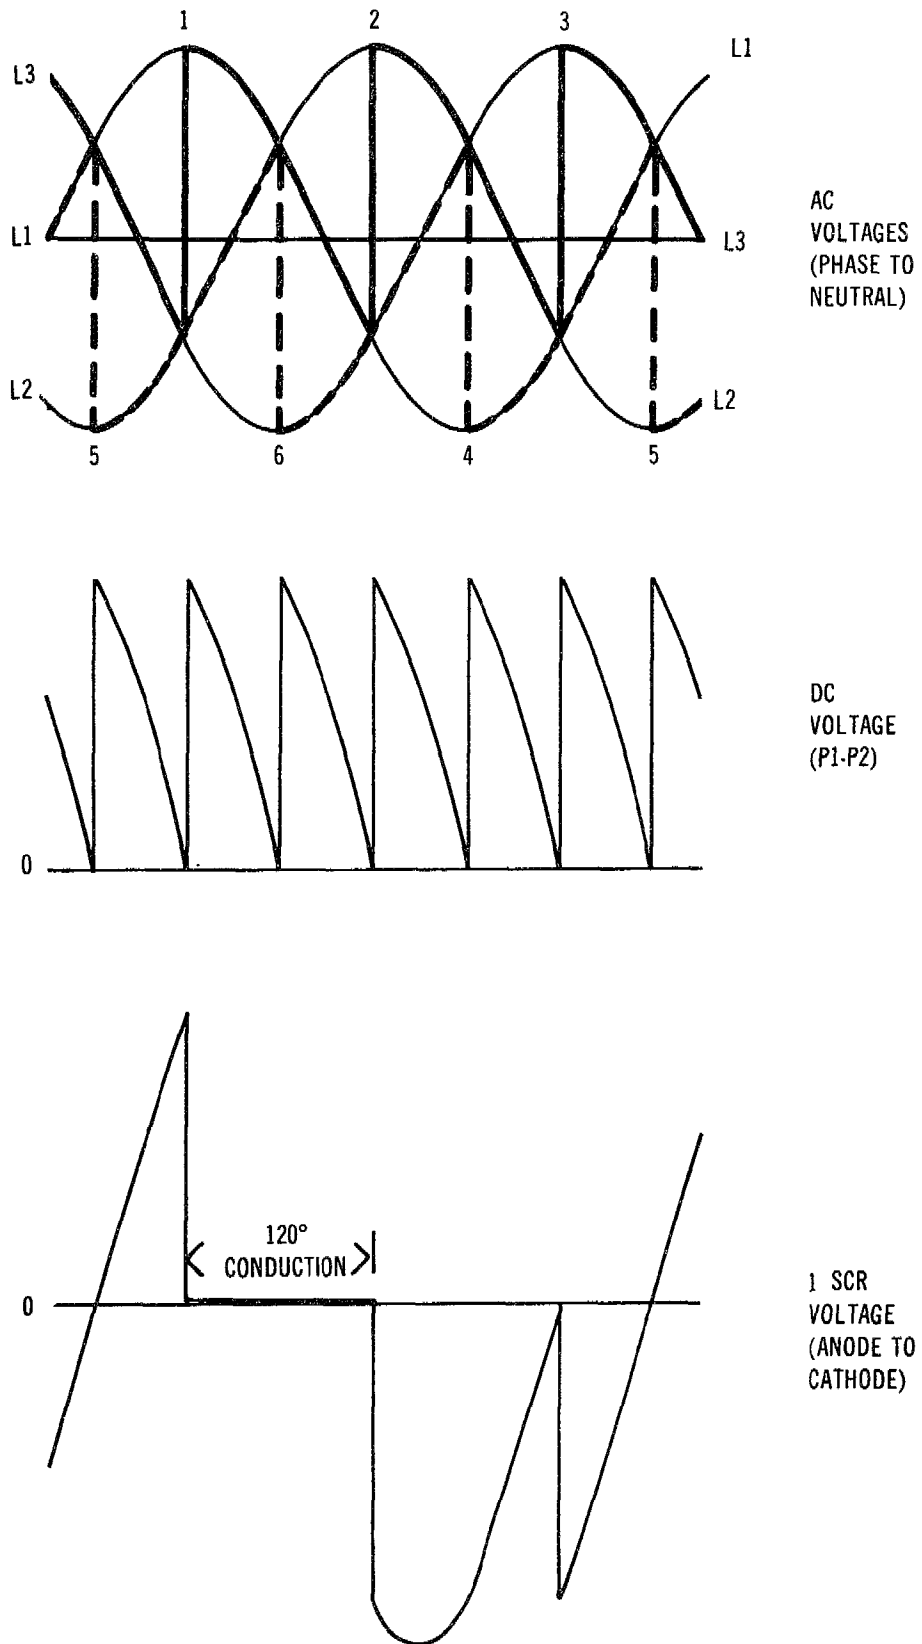 1 2 3
L3 L1
L1 L3
L2 L2
5 6 4 5
AC
VOLTAGES
(PHASE TO
NEUTRAL)
DC
VOLTAGE
(P1-P2)
0
120°
CONDUCTION
0
1 SCR
VOLTAGE
(ANODE TO
CATHODE)